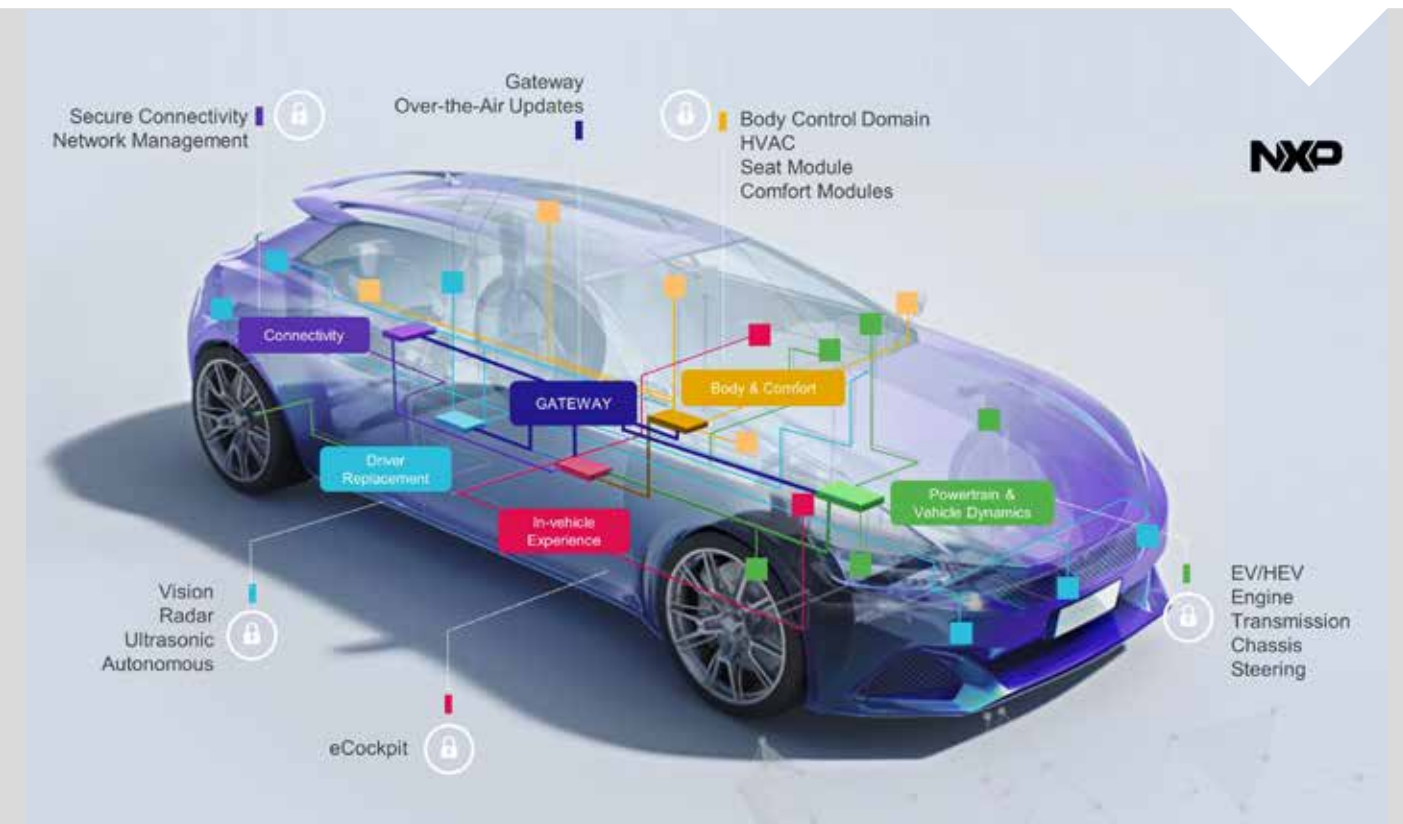 Gateway
Over-the-Air Updates
Secure Connectivity
Network Management
Body Control Domain
HVAC
Seat Module
Comfort Modules
NXP
Connectivity
GATEWAY
Body & Comfort
Driver
Replacement
Powertrain &
Vehicle Dynamics
In-vehicle
Experience
Vision
Radar
Ultrasonic
Autonomous
EV/HEV
Engine
Transmission
Chassis
Steering
eCockpit